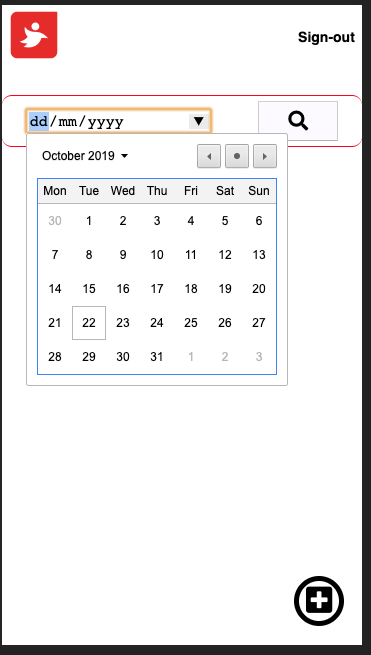 Sign-out
dd/mm/yyyy
October 2019
Mon Tue Wed Thu Fri Sat Sun
30 1 2 3 4 5 6
7 8 9 10 11 12 13
14 15 16 17 18 19 20
21 22 23 24 25 26 27
28 29 30 31 1 2 3